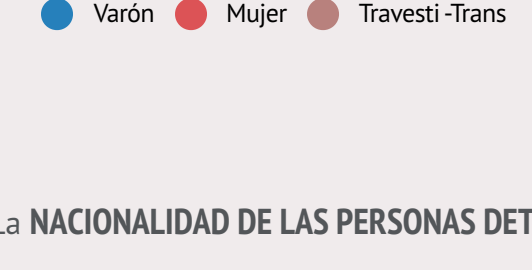 Varón Mujer Travesti -Trans
La NACIONALIDAD DE LAS PERSONAS DET